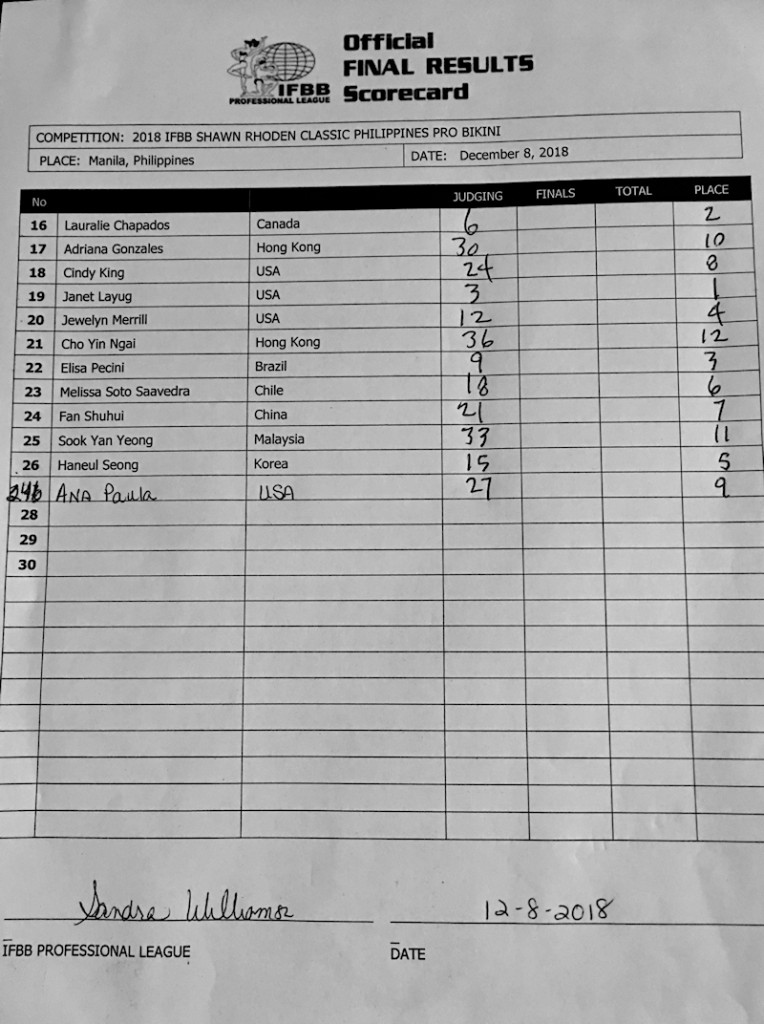 Official
FINAL RESULTS
Scorecard
IFBB
PROFESSIONAL LEAGUE
COMPETITION: 2018 IFBB SHAWN RHODEN CLASSIC PHILIPPINES PRO BIKINI
PLACE: Manila, Philippines DATE: December 8, 2018
No JUDGING FINALS TOTAL PLACE
16 Lauralie Chapados Canada 6 2
17 Adriana Gonzales Hong Kong 30 10
18 Cindy King USA 24 8
19 Janet Layug USA 3 1
20 Jewelyn Merrill USA 12 4
21 Cho Yin Ngai Hong Kong 36 12
22 Elisa Pecini Brazil 9 3
23 Melissa Soto Saavedra Chile 18 6
24 Fan Shuhui China 21 7
25 Sook Yan Yeong Malaysia 33 11
26 Haneul Seong Korea 15 5
ANA Paula USA 27 9
28
29
30
Sandra Williams 12-8-2018
IFBB PROFESSIONAL LEAGUE DATE